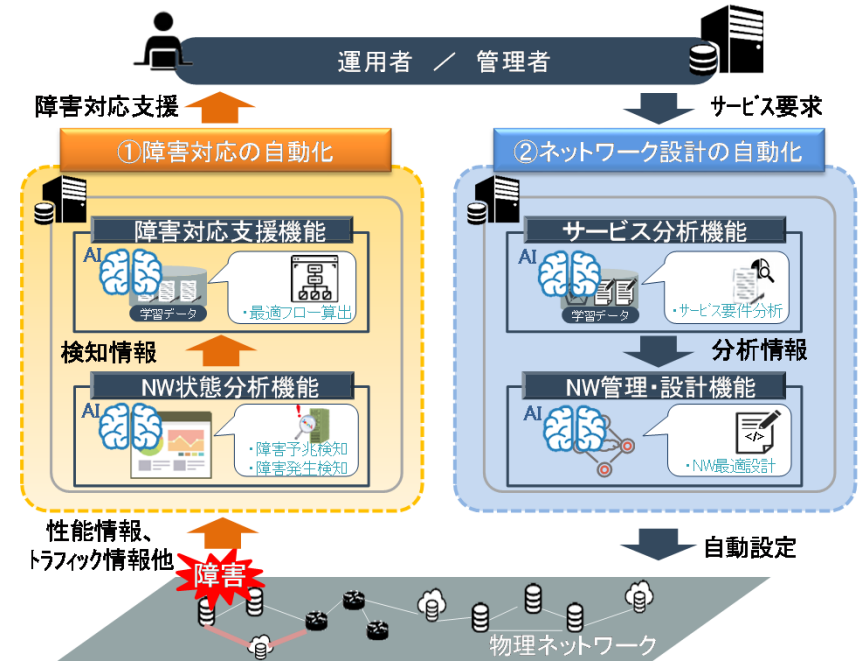 運用者 ／ 管理者
障害対応支援
サービス要求
①障害対応の自動化
②ネットワーク設計の自動化
障害対応支援機能
AI
学習データ
・最適フロー算出
検知情報
NW状態分析機能
AI
・障害予兆検知
・障害発生検知
サービス分析機能
AI
学習データ
・サービス要件分析
分析情報
NW管理・設計機能
AI
</>
・NW最適設計
性能情報、
トラフィック情報他
障害
自動設定
物理ネットワーク